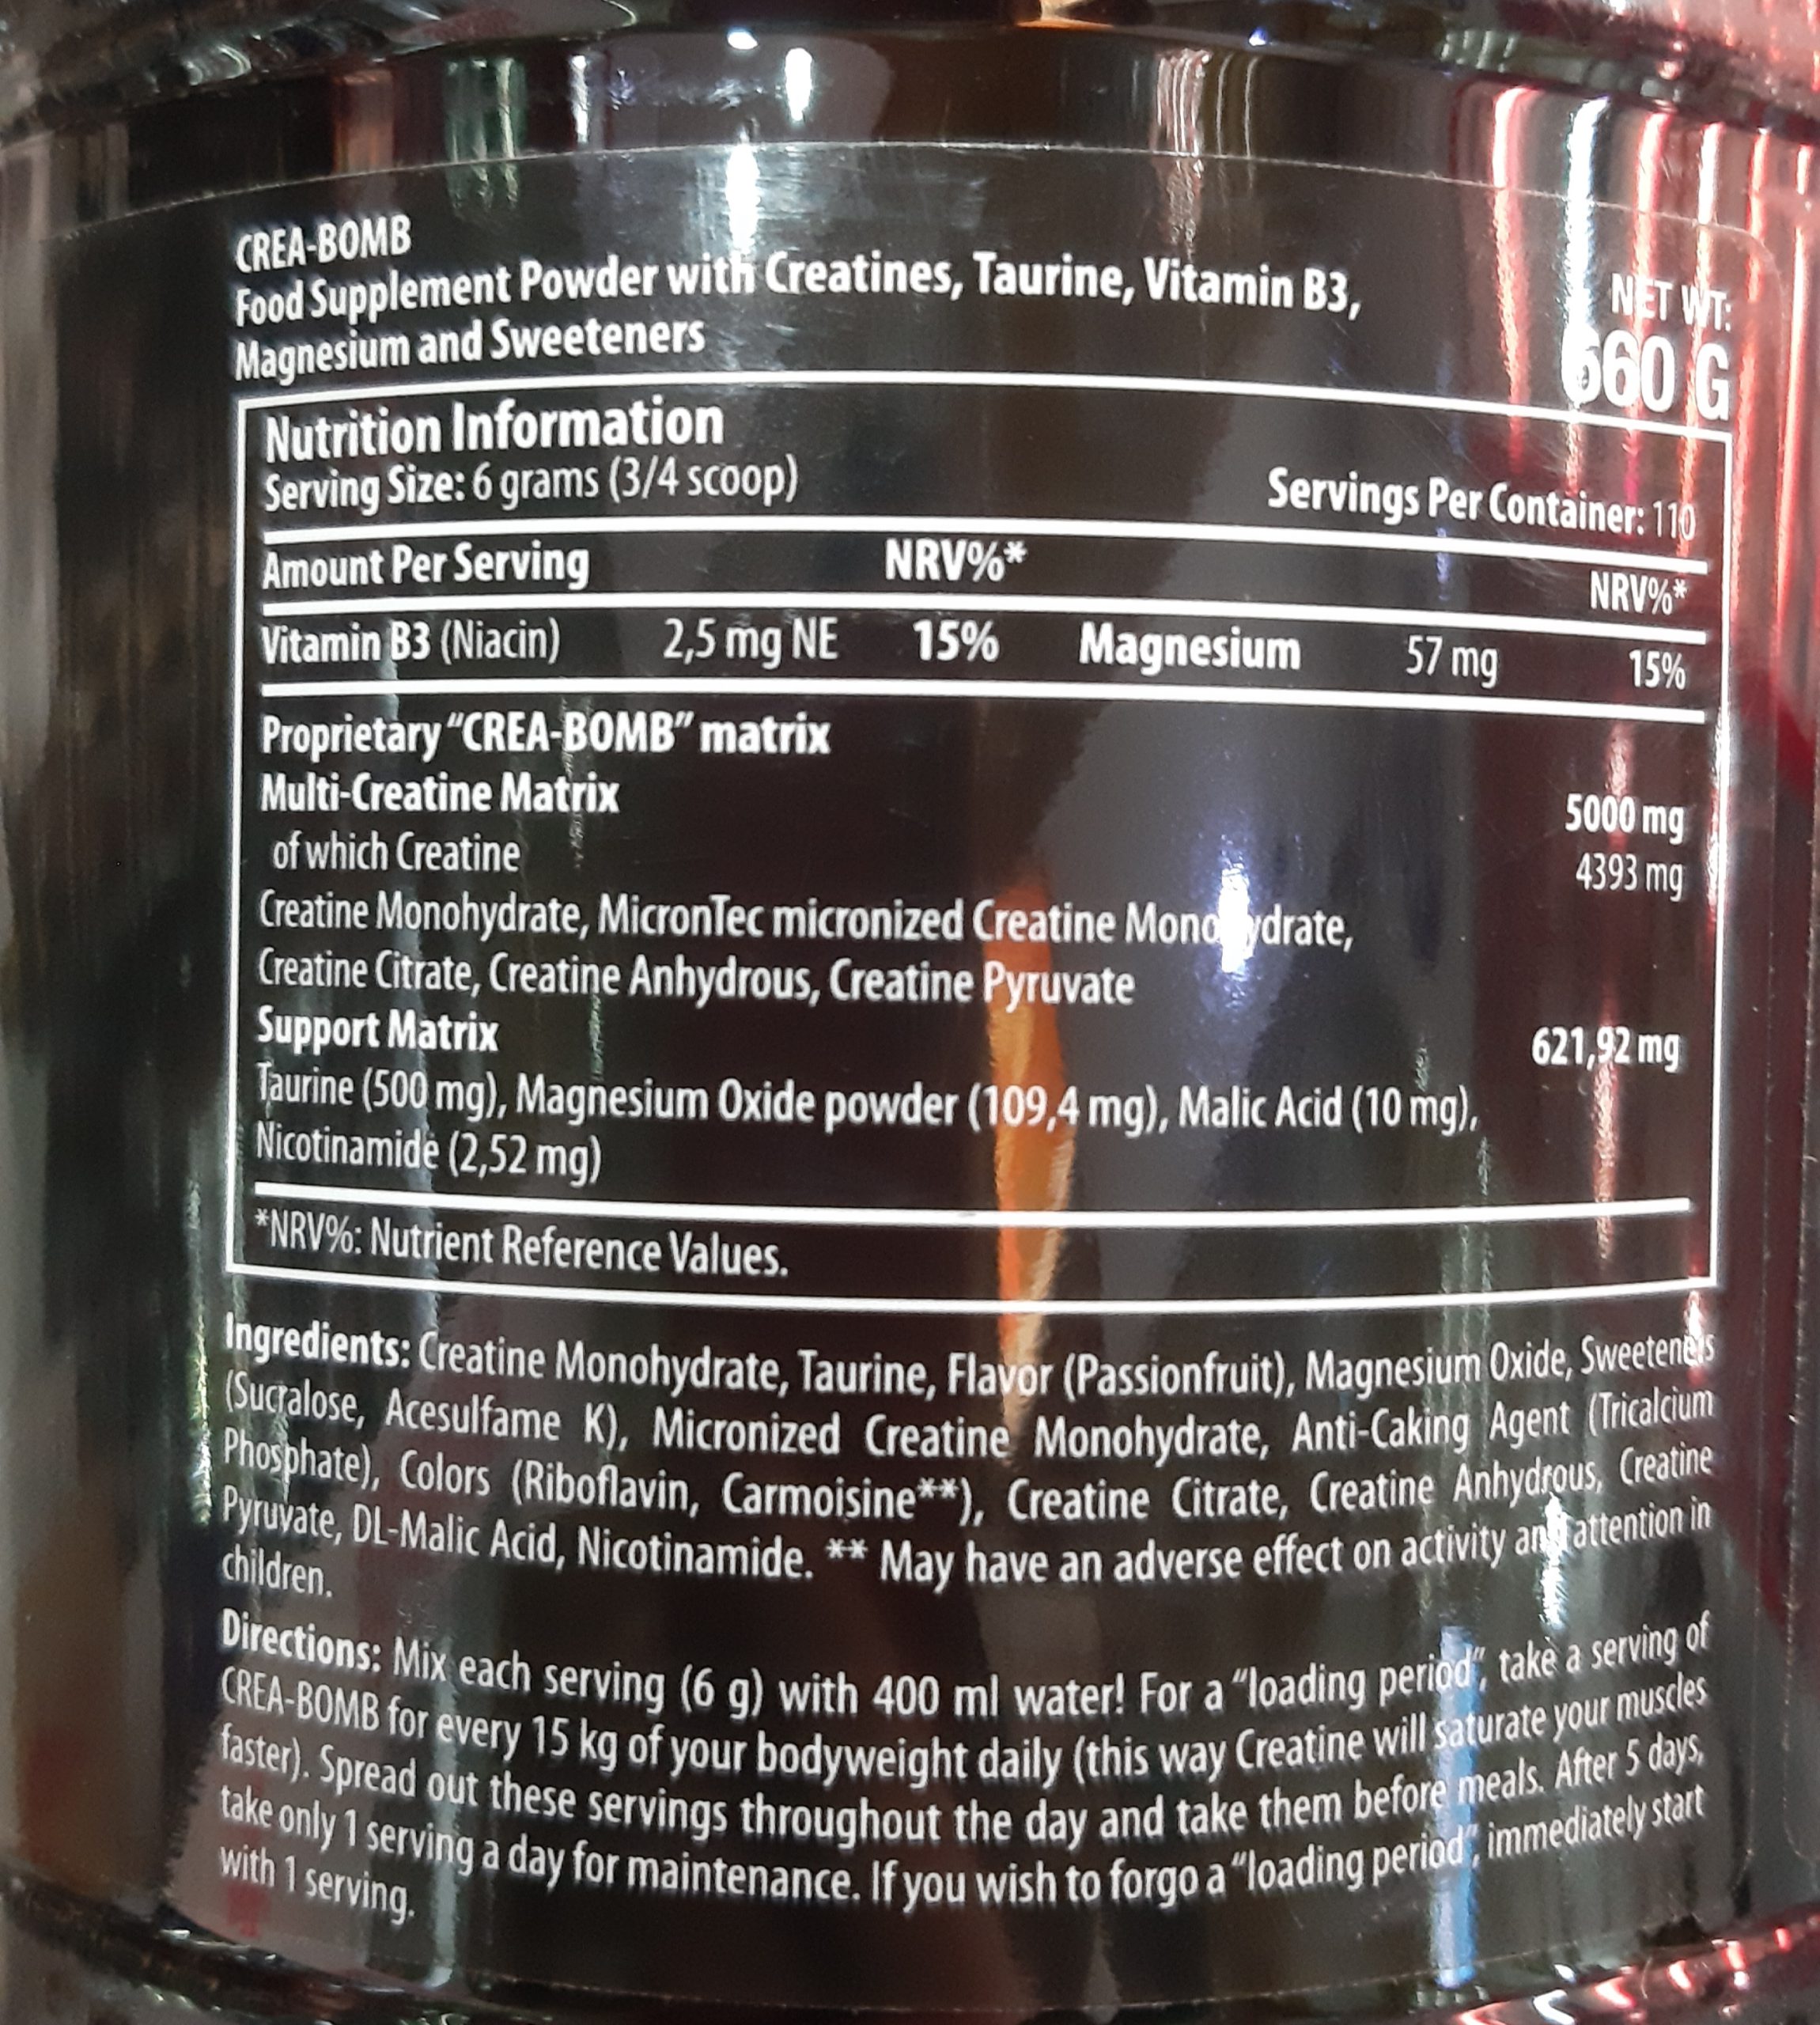 CREA-BOMB
Food Supplement Powder with Creatines, Taurine, Vitamin B3,
Magnesium and Sweeteners
NET WT:
660 G
Nutrition Information
Serving Size: 6 grams (3/4 scoop)
Servings Per Container: 110
Amount Per Serving NRV%* NRV%*
Vitamin B3 (Niacin) 2,5 mg NE 15% Magnesium 57 mg 15%
Proprietary "CREA-BOMB" matrix
Multi-Creatine Matrix 5000 mg
of which Creatine 4393 mg
Creatine Monohydrate, MicronTec micronized Creatine Monohydrate,
Creatine Citrate, Creatine Anhydrous, Creatine Pyruvate
Support Matrix 621,92 mg
Taurine (500 mg), Magnesium Oxide powder (109,4 mg), Malic Acid (10 mg),
Nicotinamide (2,52 mg)
*NRV%: Nutrient Reference Values.
Ingredients: Creatine Monohydrate, Taurine, Flavor (Passionfruit), Magnesium Oxide, Sweeteners
(Sucralose, Acesulfame K), Micronized Creatine Monohydrate, Anti-Caking Agent (Tricalcium
Phosphate), Colors (Riboflavin, Carmoisine**), Creatine Citrate, Creatine Anhydrous, Creatine
Pyruvate, DL-Malic Acid, Nicotinamide. ** May have an adverse effect on activity and attention in
children.
Directions: Mix each serving (6 g) with 400 ml water! For a "loading period", take a serving of
CREA-BOMB for every 15 kg of your bodyweight daily (this way Creatine will saturate your muscles
faster). Spread out these servings throughout the day and take them before meals. After 5 days,
take only 1 serving a day for maintenance. If you wish to forgo a "loading period", immediately start
with 1 serving.